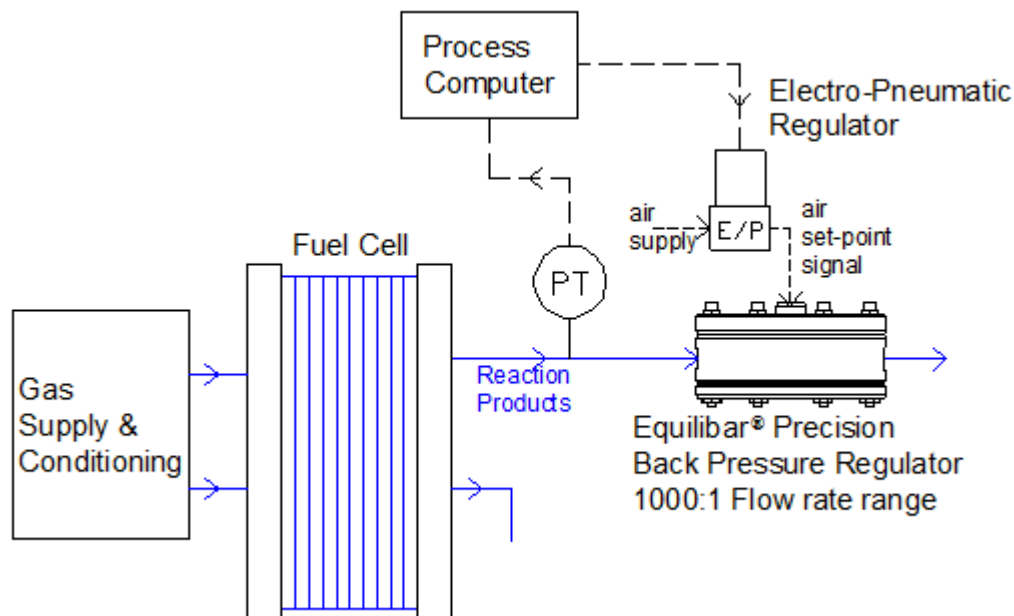 Process
Computer
Electro-Pneumatic
Regulator
air
supply
E/P
air
set-point
signal
Fuel Cell
PT
Gas
Supply &
Conditioning
Reaction
Products
Equilibar® Precision
Back Pressure Regulator
1000:1 Flow rate range